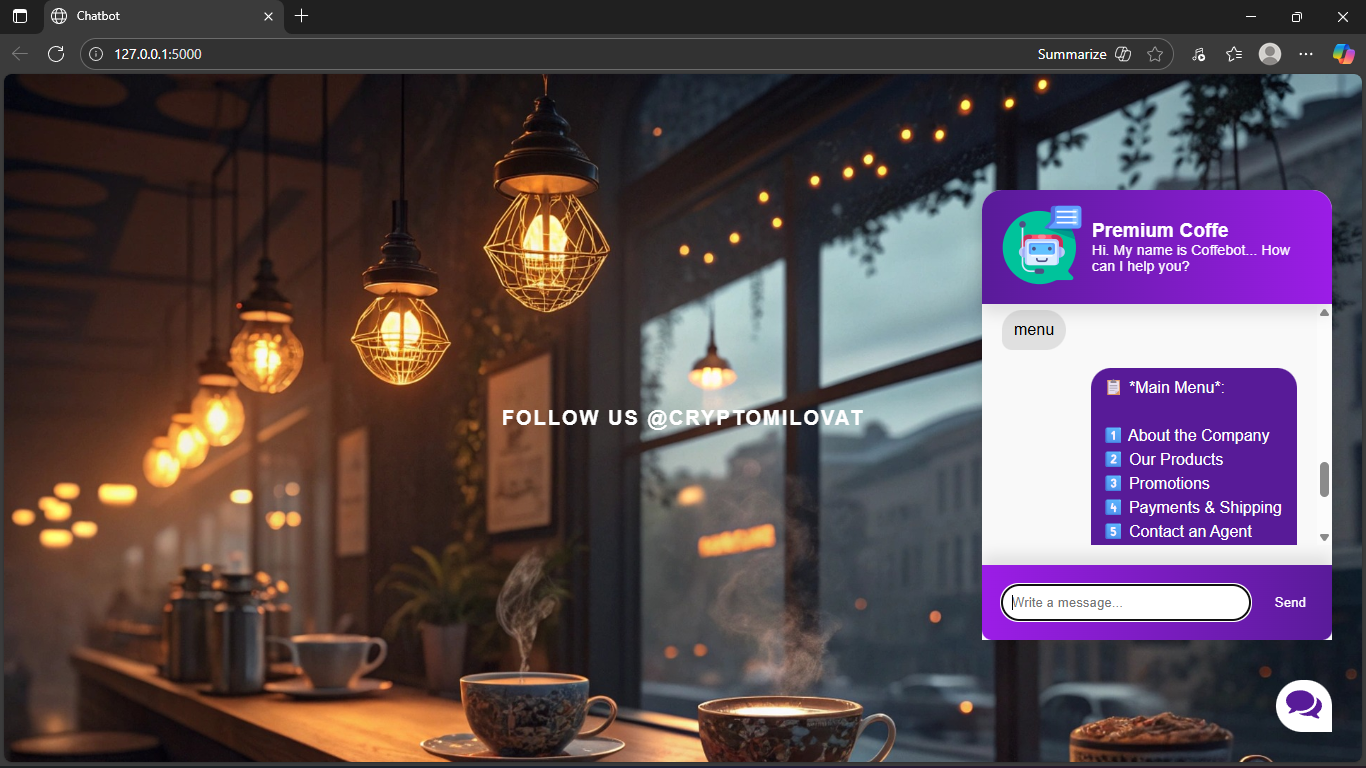 Chatbot
127.0.0.1:5000
Summarize
FOLLOW US @CRYPTOMILOVAT
Premium Coffe
Hi. My name is Coffebot... How
can I help you?
menu
📋 *Main Menu*:
1️⃣ About the Company
2️⃣ Our Products
3️⃣ Promotions
4️⃣ Payments & Shipping
5️⃣ Contact an Agent
Write a message...
Send